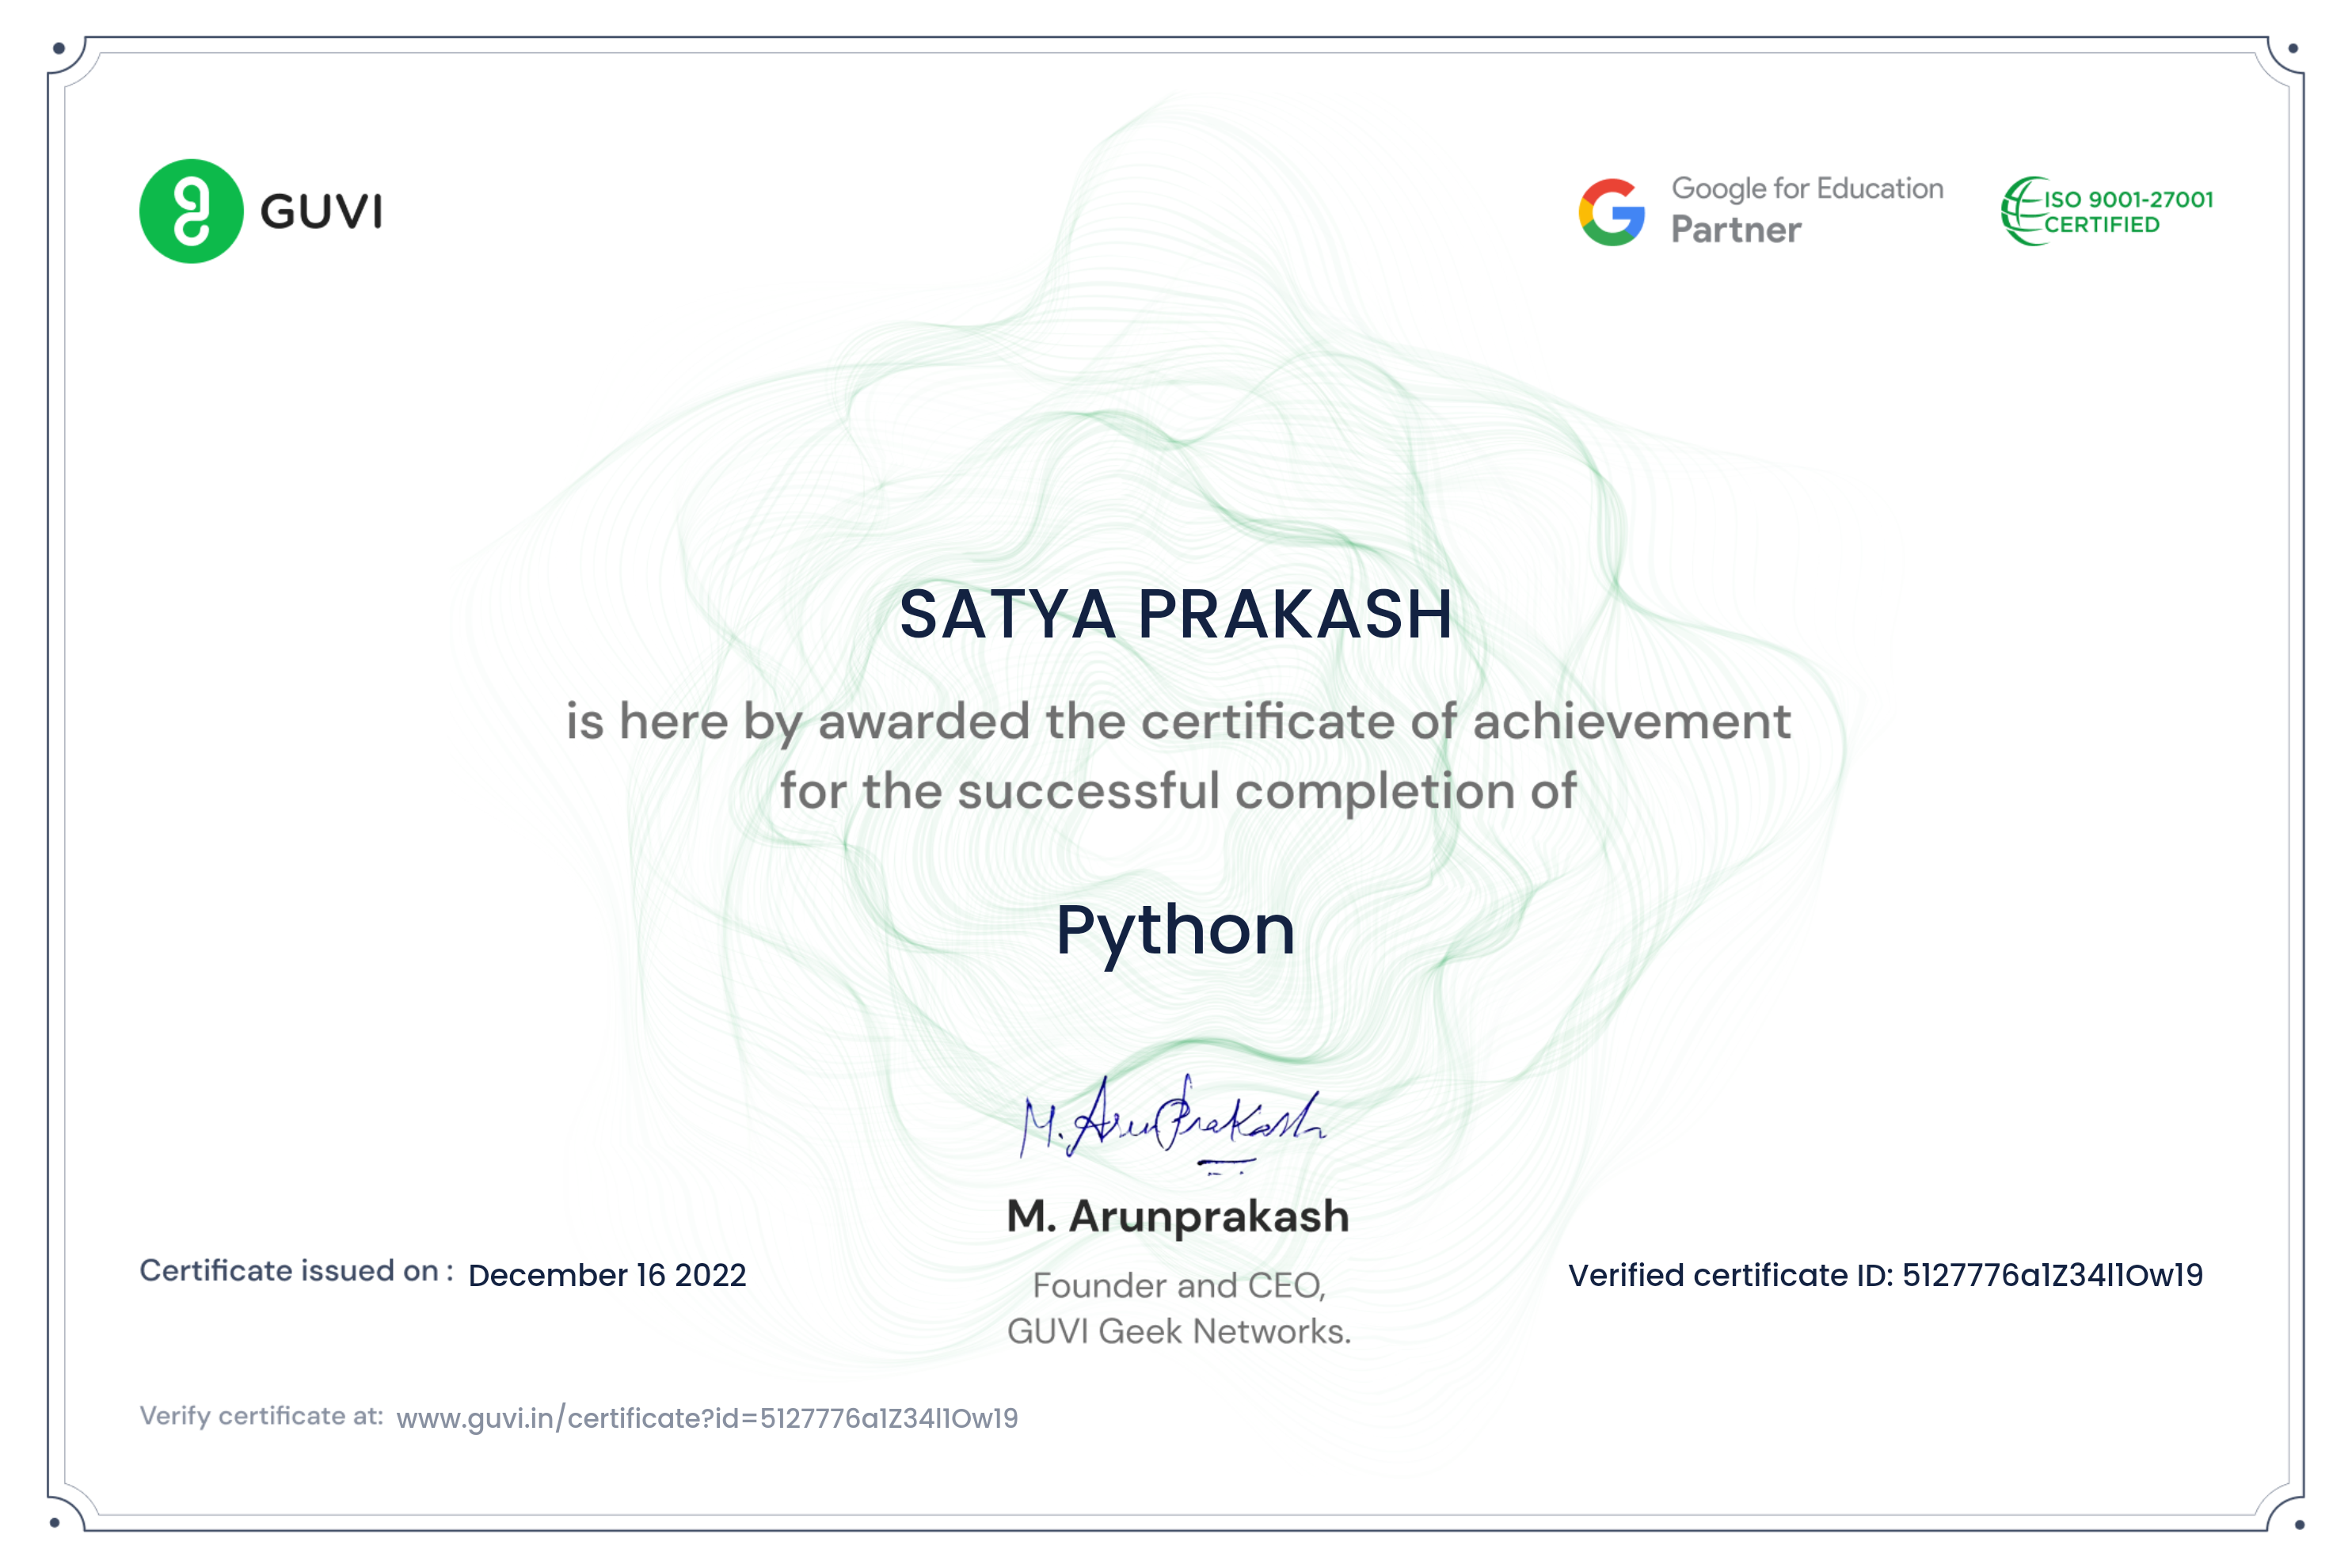 GUVI
Google for Education
Partner
ISO 9001-27001
CERTIFIED
SATYA PRAKASH
is here by awarded the certificate of achievement
for the successful completion of
Python
M. Arunprakash
M. Arunprakash
Founder and CEO,
GUVI Geek Networks.
Certificate issued on : December 16 2022
Verified certificate ID: 5127776a1Z34l1Ow19
Verify certificate at: www.guvi.in/certificate?id=5127776a1Z34l1Ow19